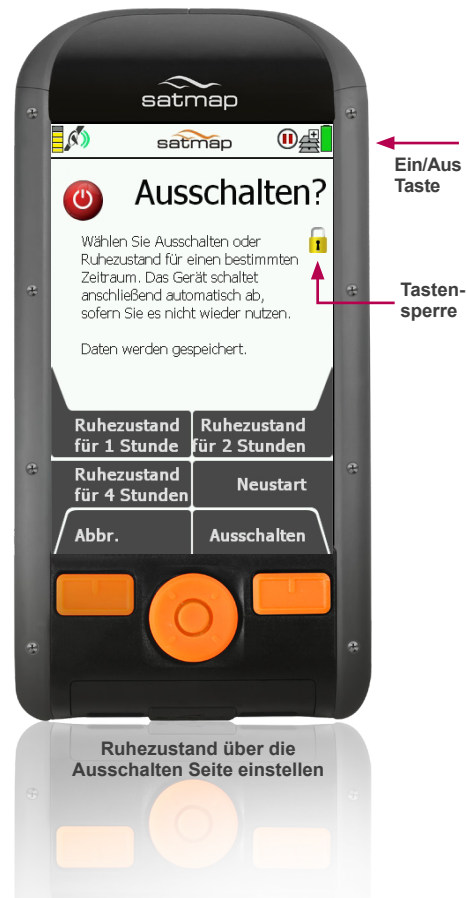 satmap
satmap
Ausschalten?
Wählen Sie Ausschalten oder
Ruhezustand für einen bestimmten
Zeitraum. Das Gerät schaltet
anschließend automatisch ab,
sofern Sie es nicht wieder nutzen.
Daten werden gespeichert.
Ruhezustand
für 1 Stunde
Ruhezustand
für 2 Stunden
Ruhezustand
für 4 Stunden
Neustart
Abbr.
Ausschalten
Ein/Aus
Taste
Tasten-
sperre
Ruhezustand über die
Ausschalten Seite einstellen